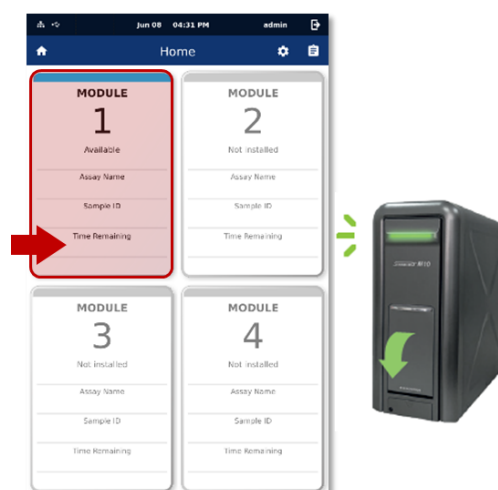 Jun 08 04:31 PM admin
Home
MODULE
1
Available
Assay Name
Sample ID
Time Remaining
MODULE
2
Not installed
Assay Name
Sample ID
Time Remaining
MODULE
3
Not installed
Assay Name
Sample ID
Time Remaining
MODULE
4
Not installed
Assay Name
Sample ID
Time Remaining
M10